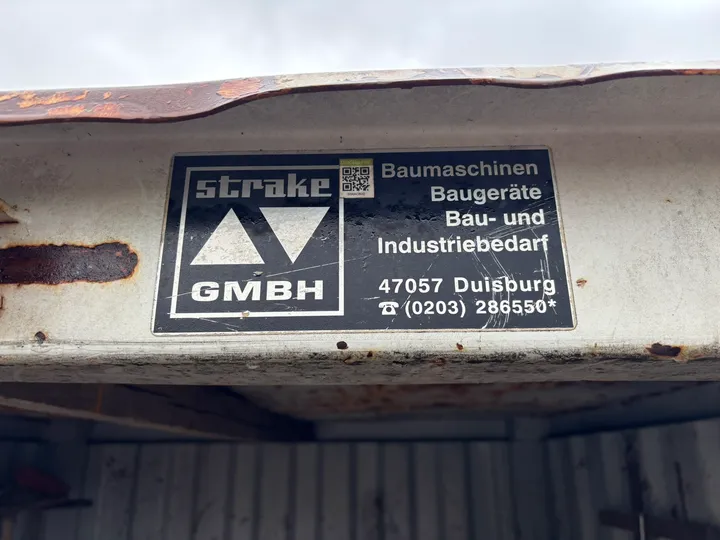 strake
GMBH
Baumaschinen
Baugeräte
Bau- und
Industriebedarf
47057 Duisburg
☎ (0203) 286550*